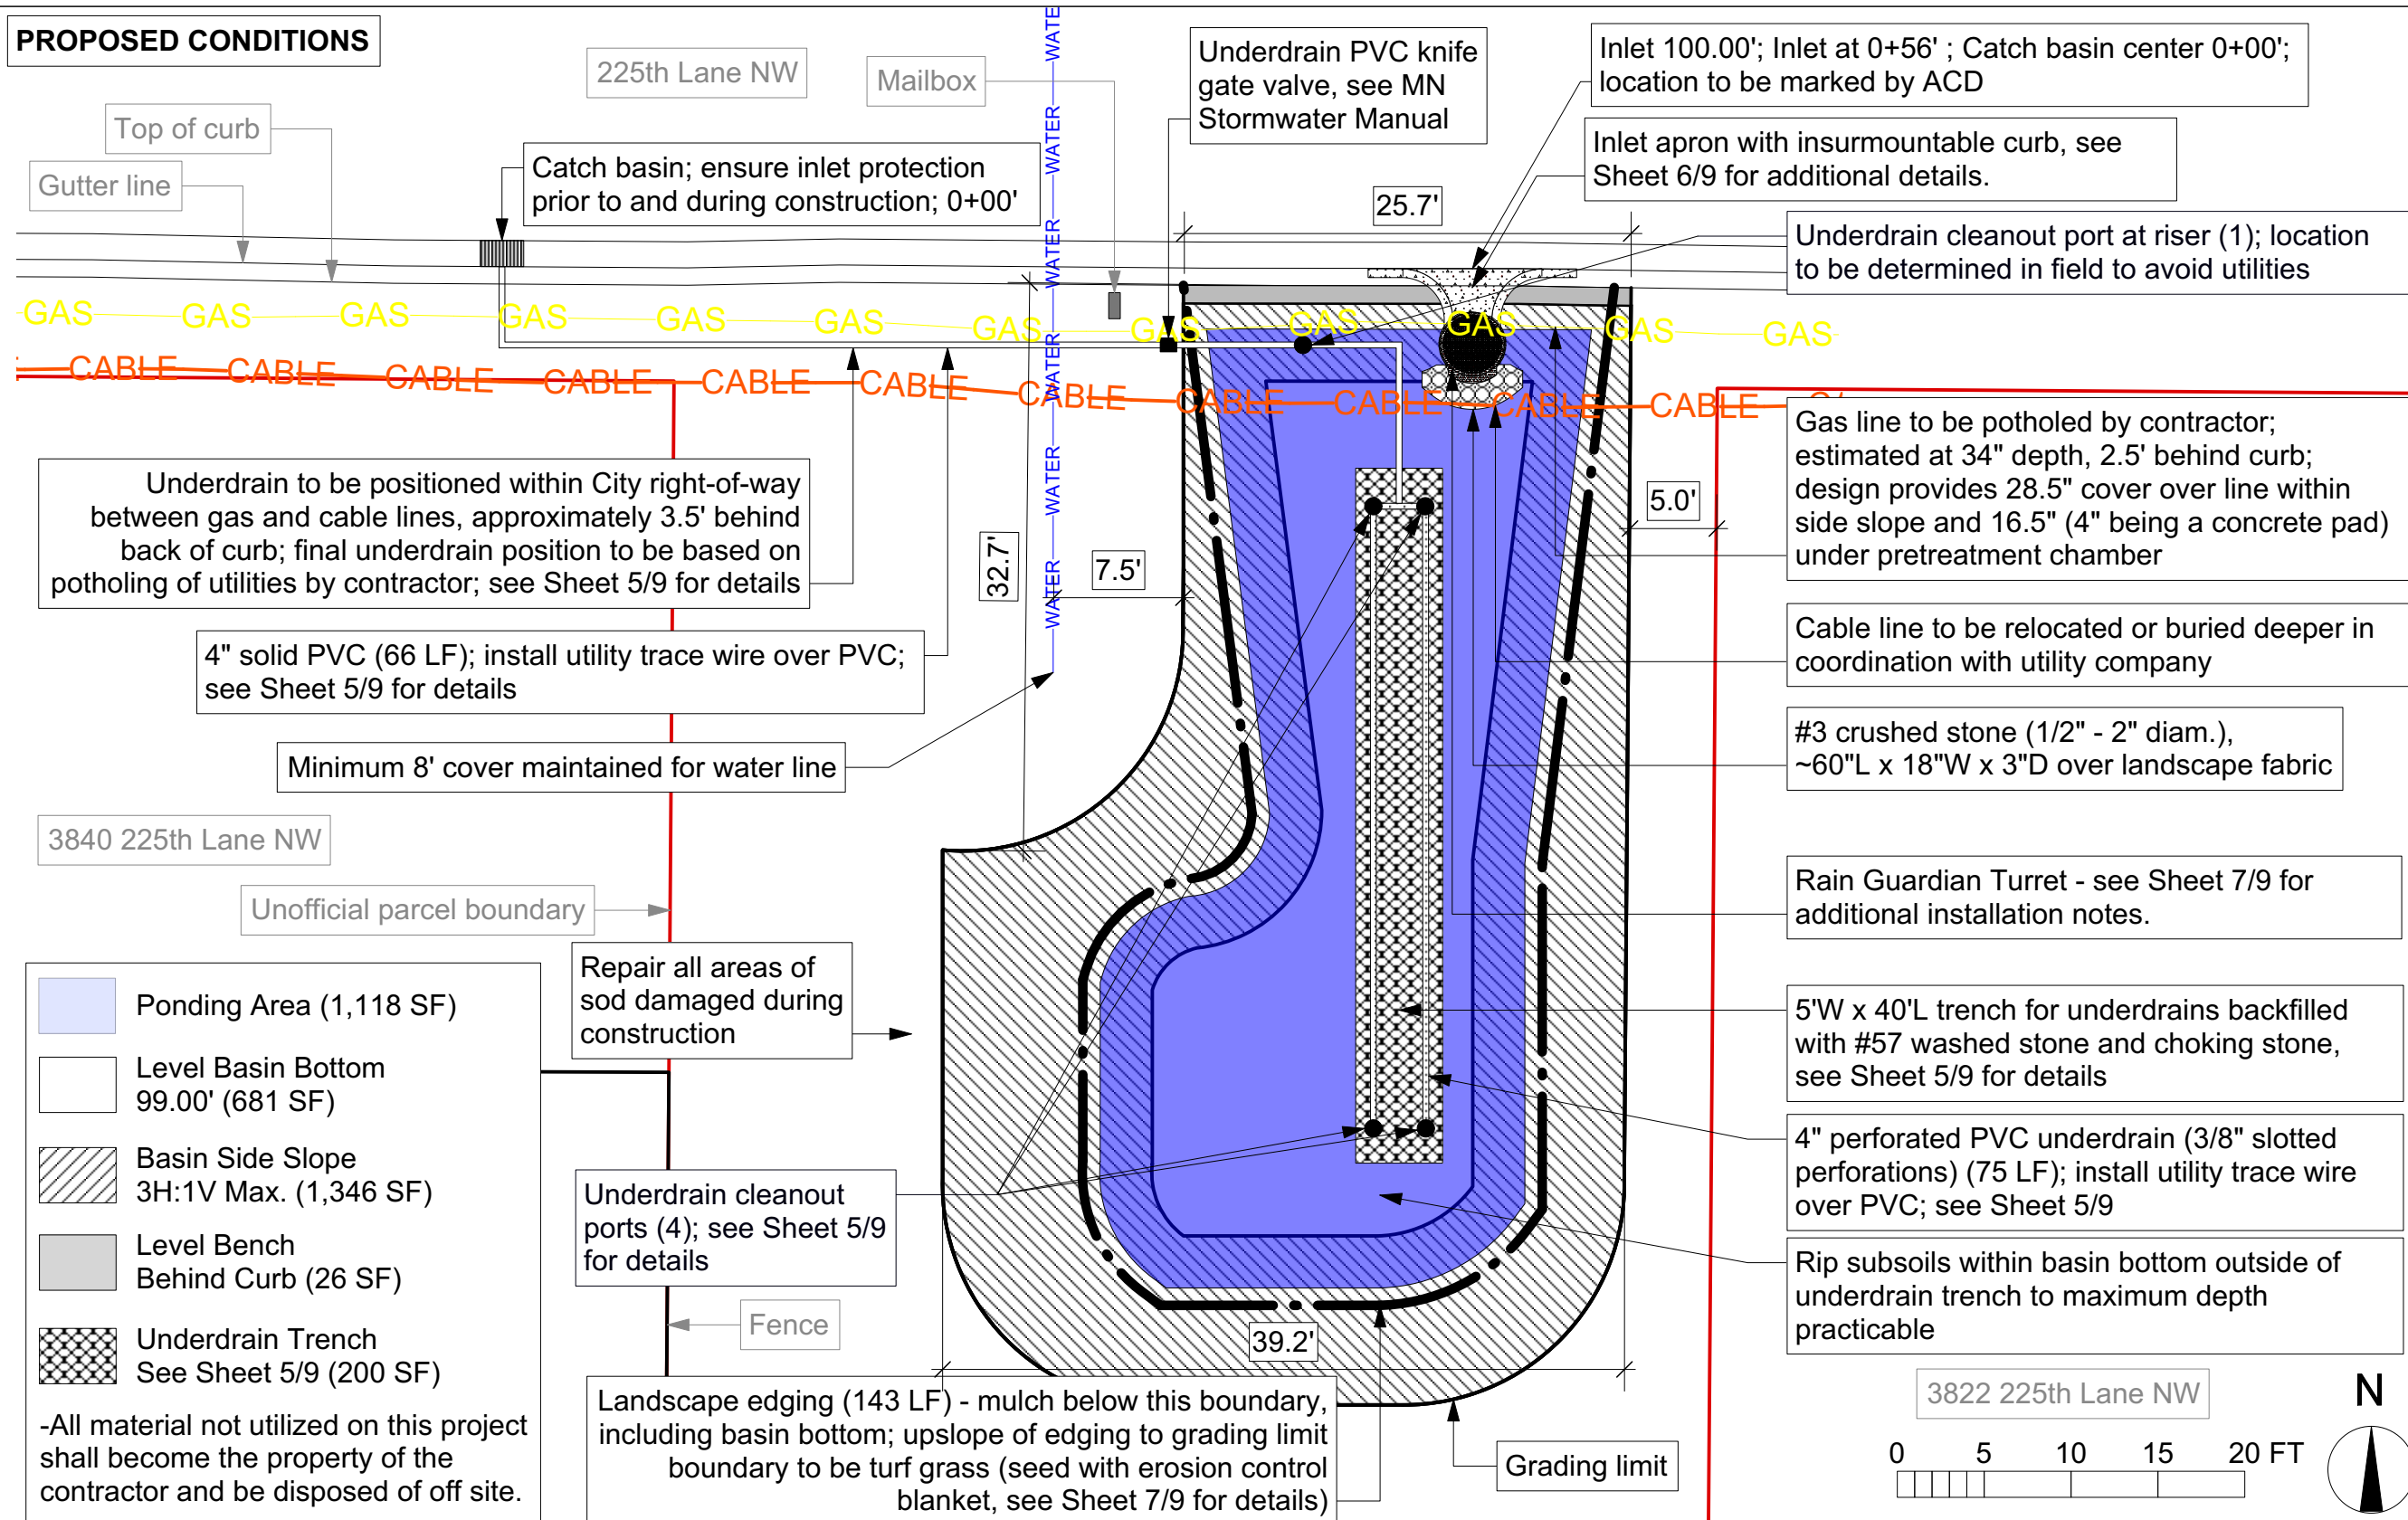 PROPOSED CONDITIONS
225th Lane NW
Mailbox
Top of curb
Gutter line
Catch basin; ensure inlet protection
prior to and during construction; 0+00'
Underdrain PVC knife
gate valve, see MN
Stormwater Manual
Inlet 100.00'; Inlet at 0+56' ; Catch basin center 0+00';
location to be marked by ACD
Inlet apron with insurmountable curb, see
Sheet 6/9 for additional details.
25.7'
Underdrain cleanout port at riser (1); location
to be determined in field to avoid utilities
WATE
WATER
WATER
WATER
WATER
WATER
GAS GAS GAS GAS GAS GAS GAS GAS GAS GAS GAS GAS
CABLE CABLE CABLE CABLE CABLE CABLE CABLE CABLE CABLE CABLE CABLE
Gas line to be potholed by contractor;
estimated at 34" depth, 2.5' behind curb;
design provides 28.5" cover over line within
side slope and 16.5" (4" being a concrete pad)
under pretreatment chamber
Underdrain to be positioned within City right-of-way
between gas and cable lines, approximately 3.5' behind
back of curb; final underdrain position to be based on
potholing of utilities by contractor; see Sheet 5/9 for details
32.7'
7.5'
5.0'
4" solid PVC (66 LF); install utility trace wire over PVC;
see Sheet 5/9 for details
Cable line to be relocated or buried deeper in
coordination with utility company
Minimum 8' cover maintained for water line
#3 crushed stone (1/2" - 2" diam.),
~60"L x 18"W x 3"D over landscape fabric
3840 225th Lane NW
Unofficial parcel boundary
Rain Guardian Turret - see Sheet 7/9 for
additional installation notes.
Repair all areas of
sod damaged during
construction
5'W x 40'L trench for underdrains backfilled
with #57 washed stone and choking stone,
see Sheet 5/9 for details
Ponding Area (1,118 SF)
Level Basin Bottom
99.00' (681 SF)
Basin Side Slope
3H:1V Max. (1,346 SF)
Level Bench
Behind Curb (26 SF)
Underdrain Trench
See Sheet 5/9 (200 SF)
-All material not utilized on this project
shall become the property of the
contractor and be disposed of off site.
4" perforated PVC underdrain (3/8" slotted
perforations) (75 LF); install utility trace wire
over PVC; see Sheet 5/9
Underdrain cleanout
ports (4); see Sheet 5/9
for details
Rip subsoils within basin bottom outside of
underdrain trench to maximum depth
practicable
Fence
39.2'
Landscape edging (143 LF) - mulch below this boundary,
including basin bottom; upslope of edging to grading limit
boundary to be turf grass (seed with erosion control
blanket, see Sheet 7/9 for details)
Grading limit
3822 225th Lane NW
N
0 5 10 15 20 FT